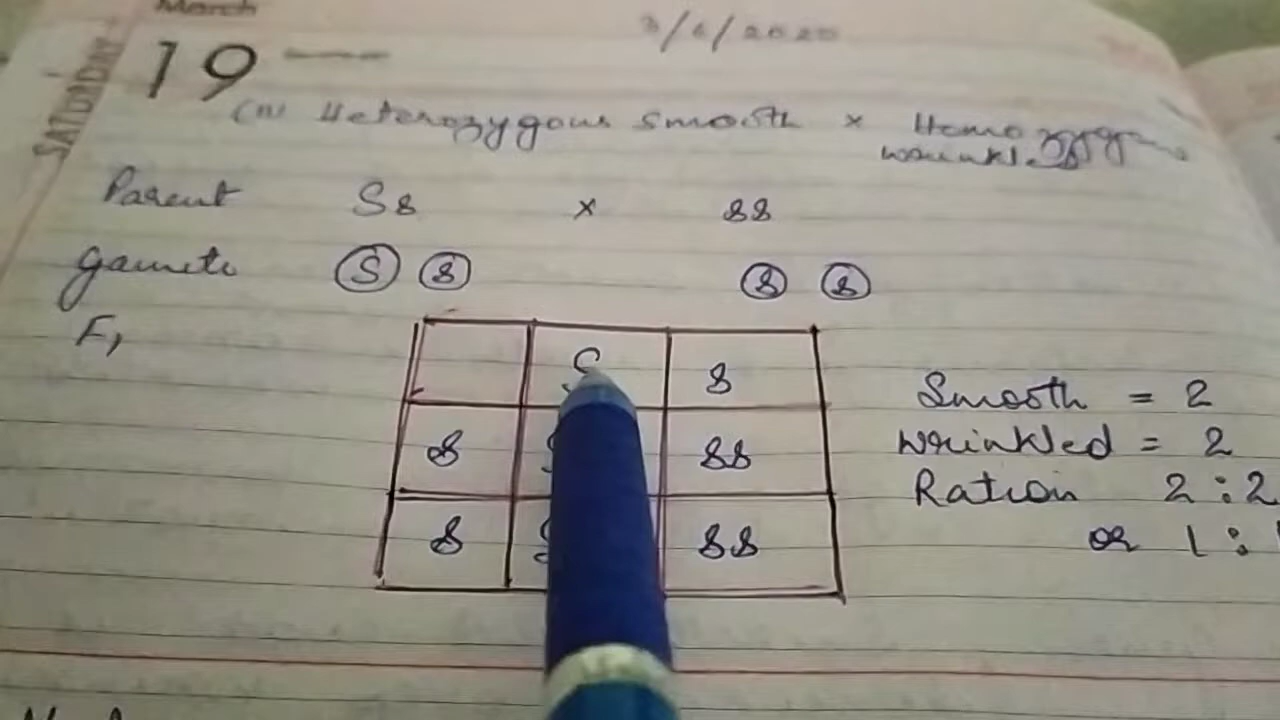 March
SATURDAY
19
3/6/2020
Heterozygous smooth × Homozygous
wrinkled
Parent Ss × ss
gamete S s s s
F1
S s
s ss
s ss
Smooth = 2
Wrinkled = 2
Ration 2 : 2
or 1 : 1